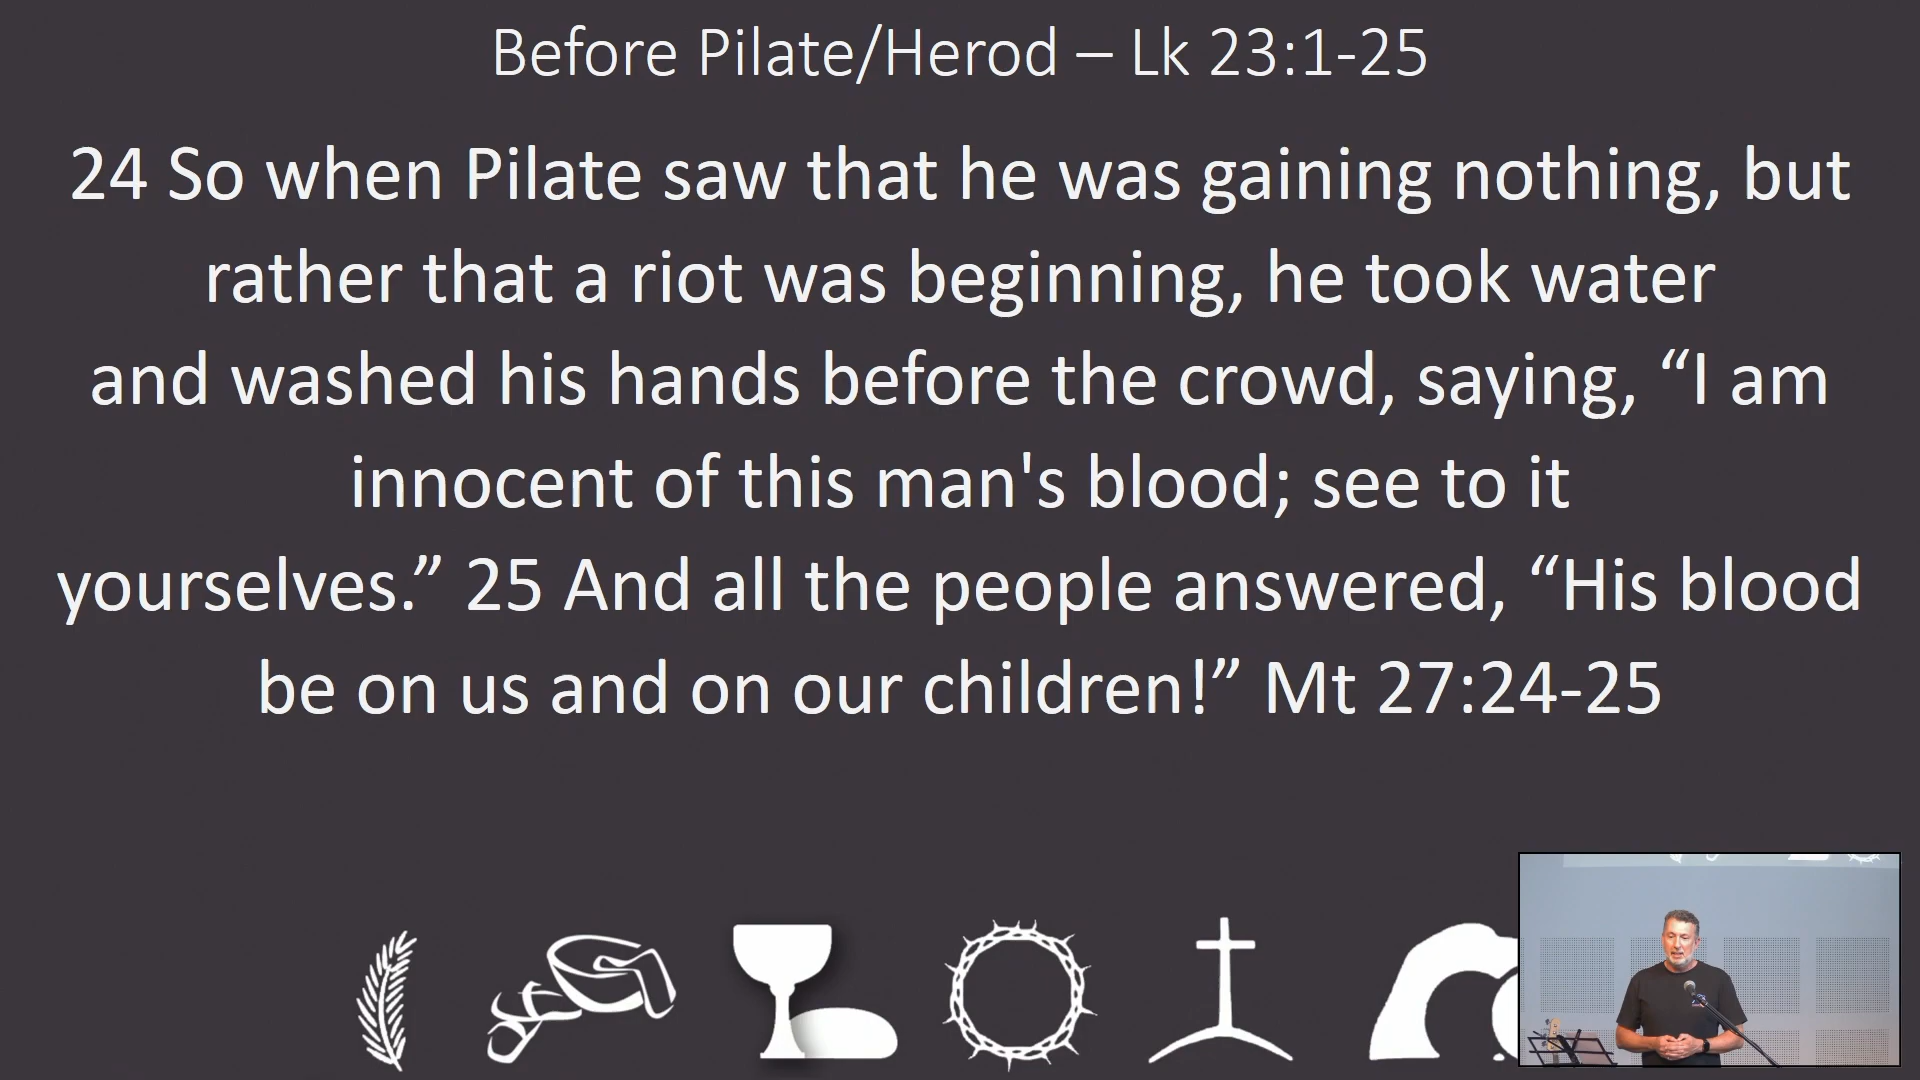 Before Pilate/Herod – Lk 23:1-25
24 So when Pilate saw that he was gaining nothing, but
rather that a riot was beginning, he took water
and washed his hands before the crowd, saying, “I am
innocent of this man's blood; see to it
yourselves.” 25 And all the people answered, “His blood
be on us and on our children!” Mt 27:24-25